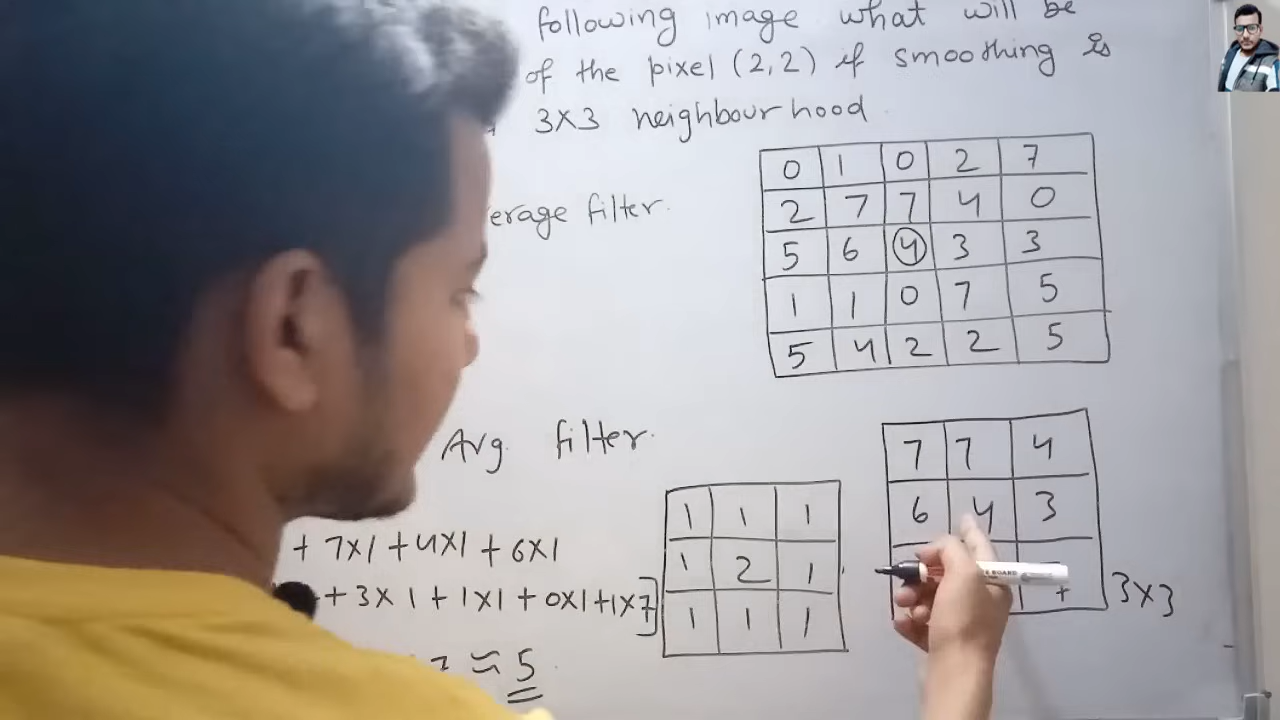 following image what will be
of the pixel (2,2) if smoothing is
3X3 neighbourhood
0 1 0 2 7
2 7 7 4 0
erage filter.
5 6 4 3 3
1 1 0 7 5
5 4 2 2 5
Avg. filter.
7 7 4
6 4 3
1 1 1
1 2 1
1 1 1
3X3
+ 7X1 + 4X1 + 6X1
+ 3X1 + 1X1 + 0X1 + 1X7]
≈ 5